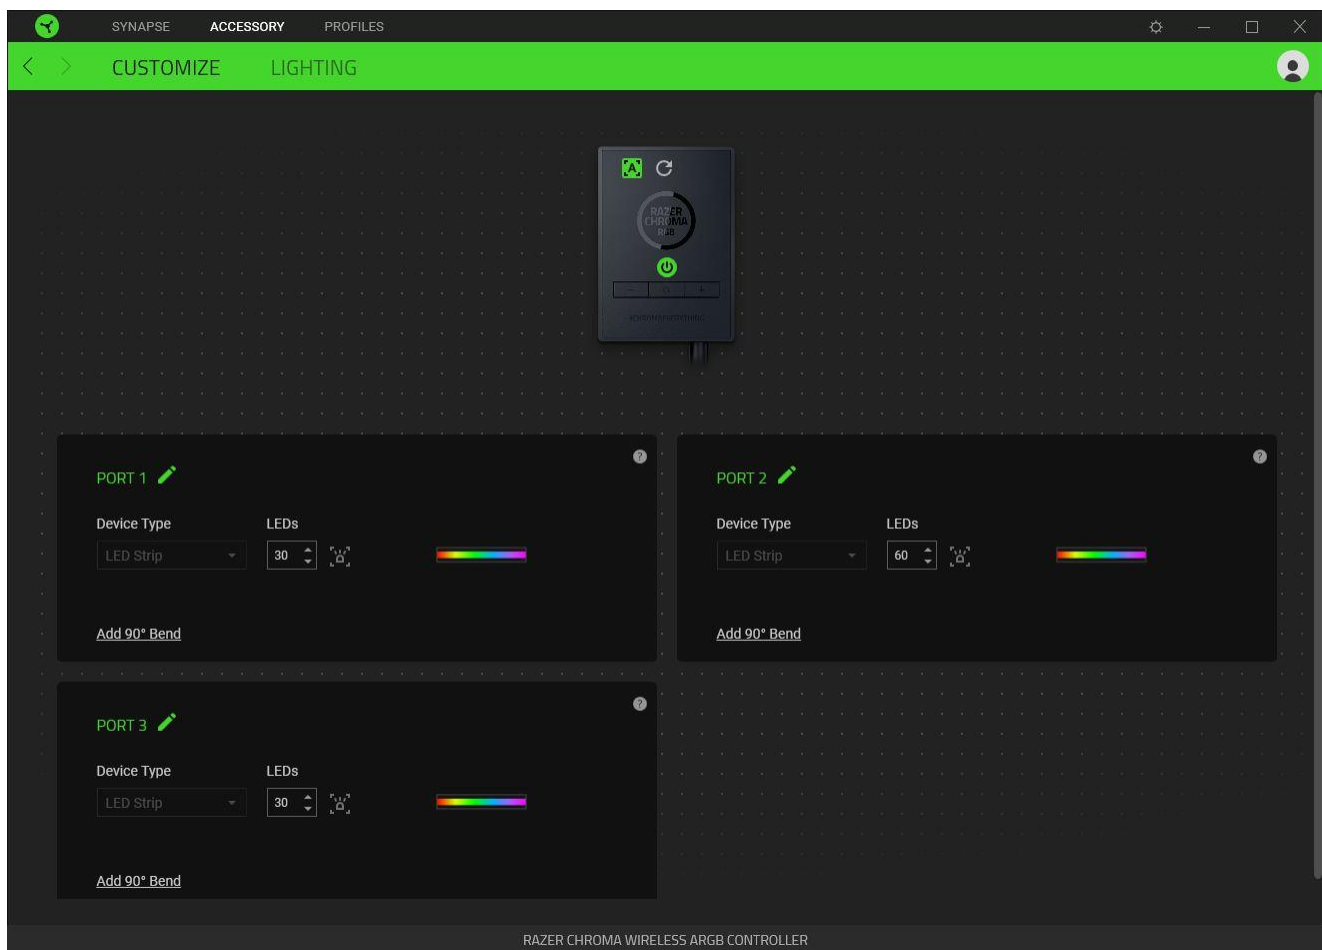 SYNAPSE ACCESSORY PROFILES
CUSTOMIZE LIGHTING
A
RAZER
CHROMA
RGB
PORT 1
Device Type LEDs
LED Strip 30
Add 90° Bend
PORT 2
Device Type LEDs
LED Strip 60
Add 90° Bend
PORT 3
Device Type LEDs
LED Strip 30
Add 90° Bend
RAZER CHROMA WIRELESS ARGB CONTROLLER